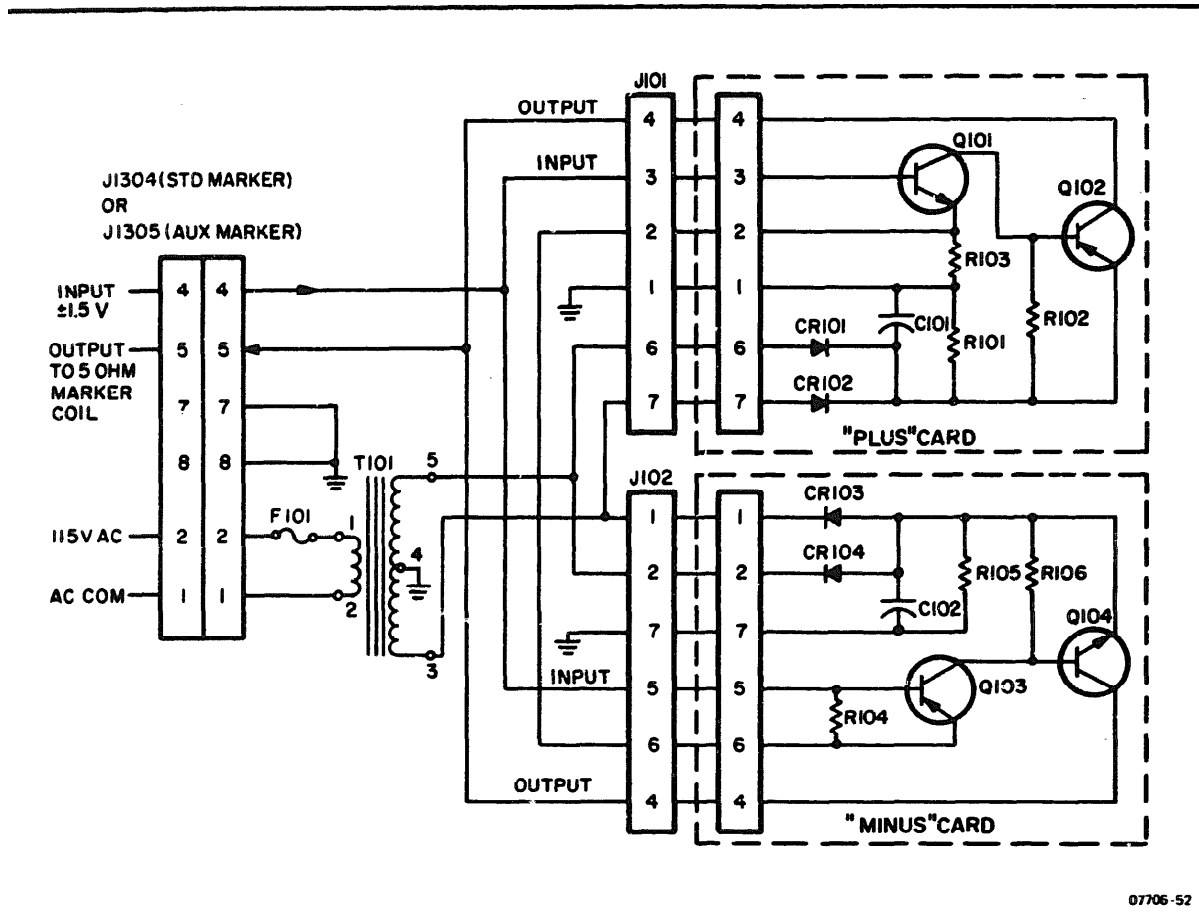 J1304 (STD MARKER)
OR
J1305 (AUX MARKER)
INPUT
±1.5 V
OUTPUT
TO 5 OHM
MARKER
COIL
115V AC
AC COM
4 4
5 5
7 7
8 8
2 2
1 1
F101
T101
1
2
5
4
3
OUTPUT
INPUT
J101
4 4
3 3
2 2
1 1
6 6
7 7
Q101
Q102
R103
C101
R101
R102
CR101
CR102
"PLUS" CARD
J102
1 1
2 2
7 7
5 5
6 6
4 4
INPUT
OUTPUT
CR103
CR104
R105
R106
C102
Q104
Q103
R104
"MINUS" CARD
07706-52